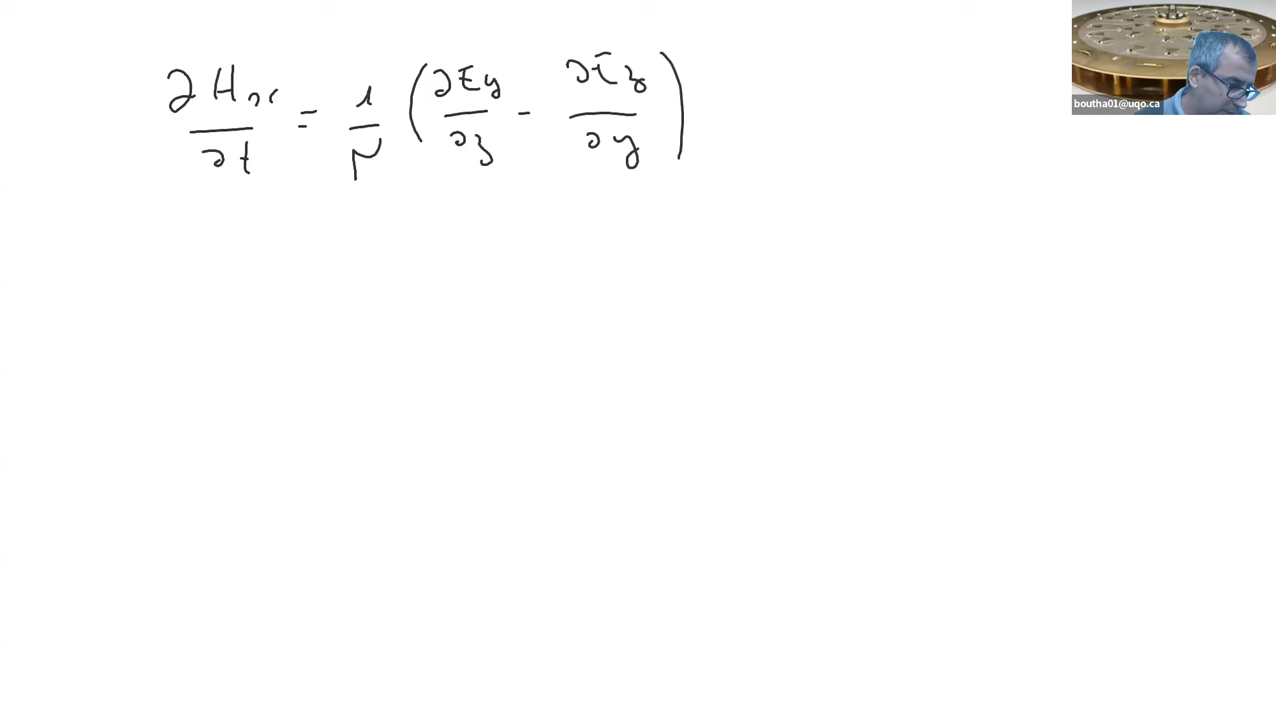 ∂Hx/∂t = 1/μ (∂Ey/∂z - ∂Ez/∂y)
boutha01@uqo.ca